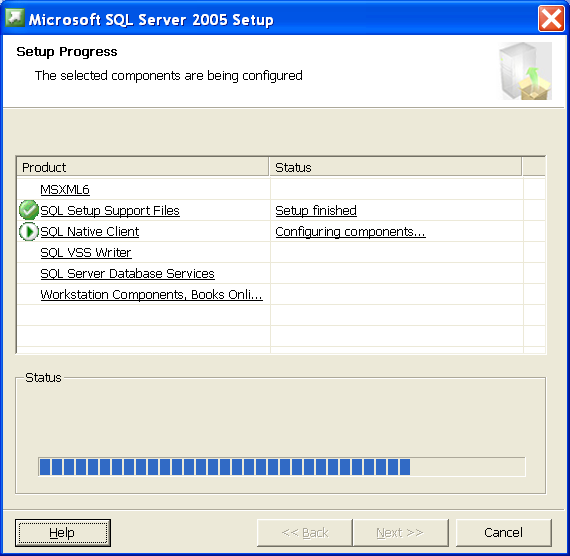 Microsoft SQL Server 2005 Setup
Setup Progress
The selected components are being configured
Product Status
MSXML6
SQL Setup Support Files Setup finished
SQL Native Client Configuring components...
SQL VSS Writer
SQL Server Database Services
Workstation Components, Books Onli...
Status
Help << Back Next >> Cancel